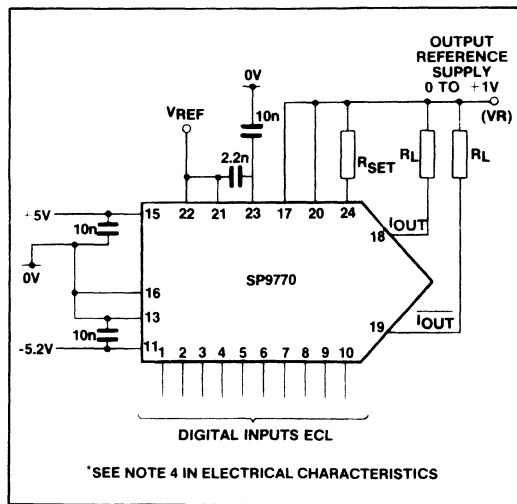 OUTPUT
REFERENCE
SUPPLY
0 TO +1V
(VR)
0V
10n
VREF
2.2n
RSET
RL
RL
+5V
10n
0V
10n
-5.2V
15
22
21
23
17
20
24
IOUT
18
SP9770
16
13
11
19
IOUT
1 2 3 4 5 6 7 8 9 10
DIGITAL INPUTS ECL
*SEE NOTE 4 IN ELECTRICAL CHARACTERISTICS